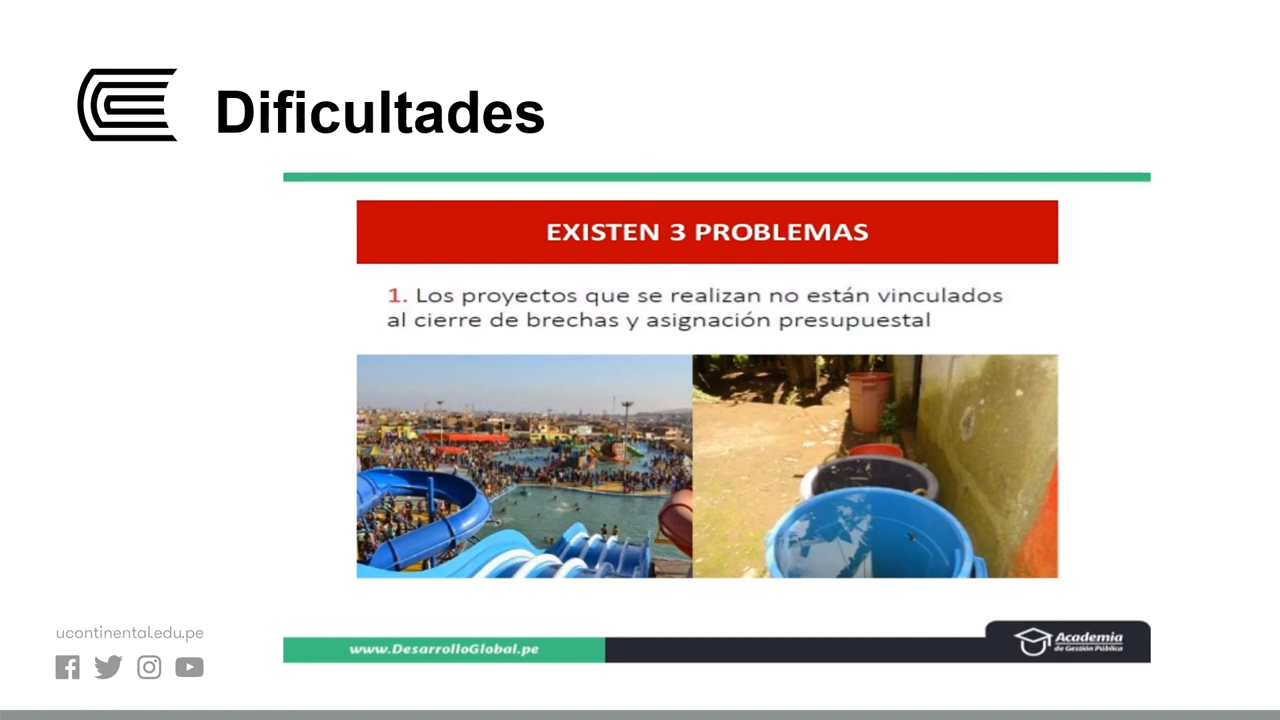 Dificultades
EXISTEN 3 PROBLEMAS
1. Los proyectos que se realizan no están vinculados
al cierre de brechas y asignación presupuestal
ucontinental.edu.pe
www.DesarrolloGlobal.pe
Academia
de Gestión Pública